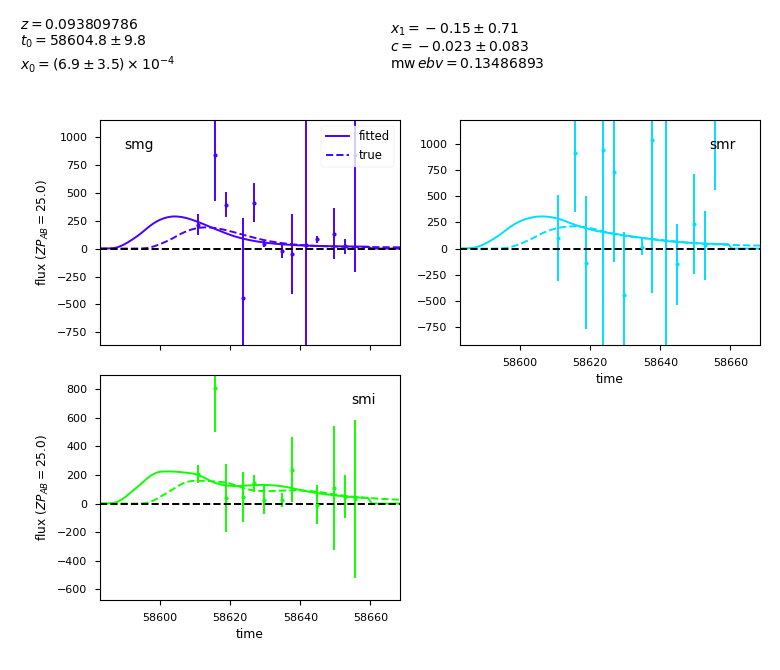 z = 0.093809786
t₀ = 58604.8 ± 9.8
x₀ = (6.9 ± 3.5) × 10⁻⁴
x₁ = −0.15 ± 0.71
c = −0.023 ± 0.083
mw ebv = 0.13486893
smg
fitted
true
1000
750
500
250
0
−250
−500
−750
flux (ZP_AB = 25.0)
smr
1000
750
500
250
0
−250
−500
−750
58600
58620
58640
58660
time
smi
800
600
400
200
0
−200
−400
−600
flux (ZP_AB = 25.0)
58600
58620
58640
58660
time